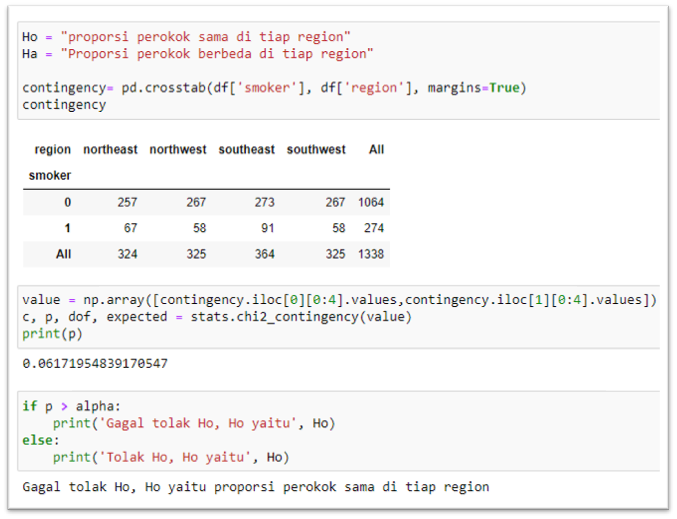 Ho = "proporsi perokok sama di tiap region"
Ha = "Proporsi perokok berbeda di tiap region"
contingency= pd.crosstab(df['smoker'], df['region'], margins=True)
contingency
region northeast northwest southeast southwest All
smoker
0 257 267 273 267 1064
1 67 58 91 58 274
All 324 325 364 325 1338
value = np.array([contingency.iloc[0][0:4].values,contingency.iloc[1][0:4].values])
c, p, dof, expected = stats.chi2_contingency(value)
print(p)
0.06171954839170547
if p > alpha:
    print('Gagal tolak Ho, Ho yaitu', Ho)
else:
    print('Tolak Ho, Ho yaitu', Ho)
Gagal tolak Ho, Ho yaitu proporsi perokok sama di tiap region